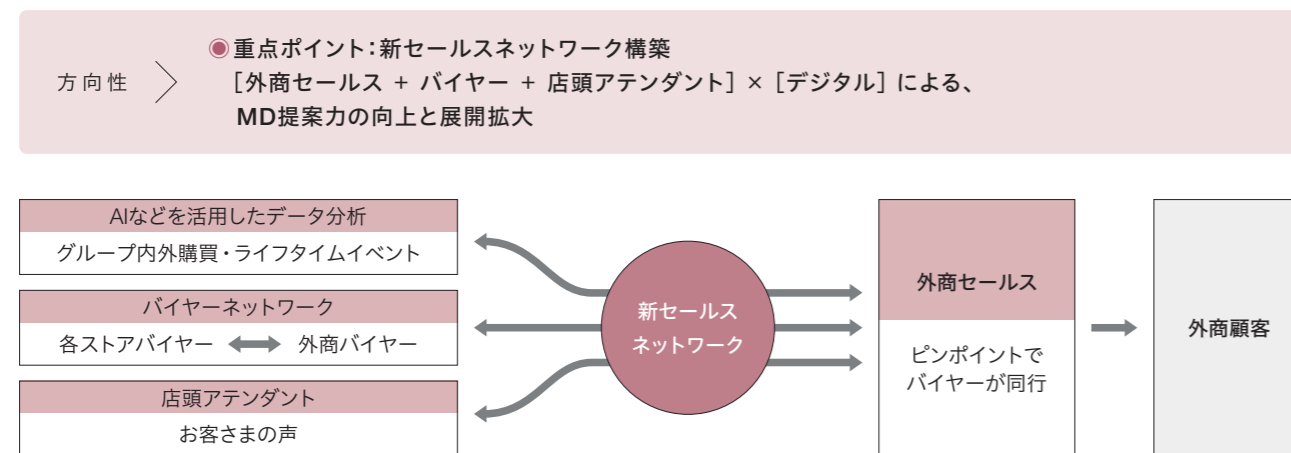 方向性
◉重点ポイント：新セールスネットワーク構築
［外商セールス + バイヤー + 店頭アテンダント］×［デジタル］による、
MD提案力の向上と展開拡大
AIなどを活用したデータ分析
グループ内外購買・ライフタイムイベント
バイヤーネットワーク
各ストアバイヤー
外商バイヤー
店頭アテンダント
お客さまの声
新セールス
ネットワーク
外商セールス
ピンポイントで
バイヤーが同行
外商顧客